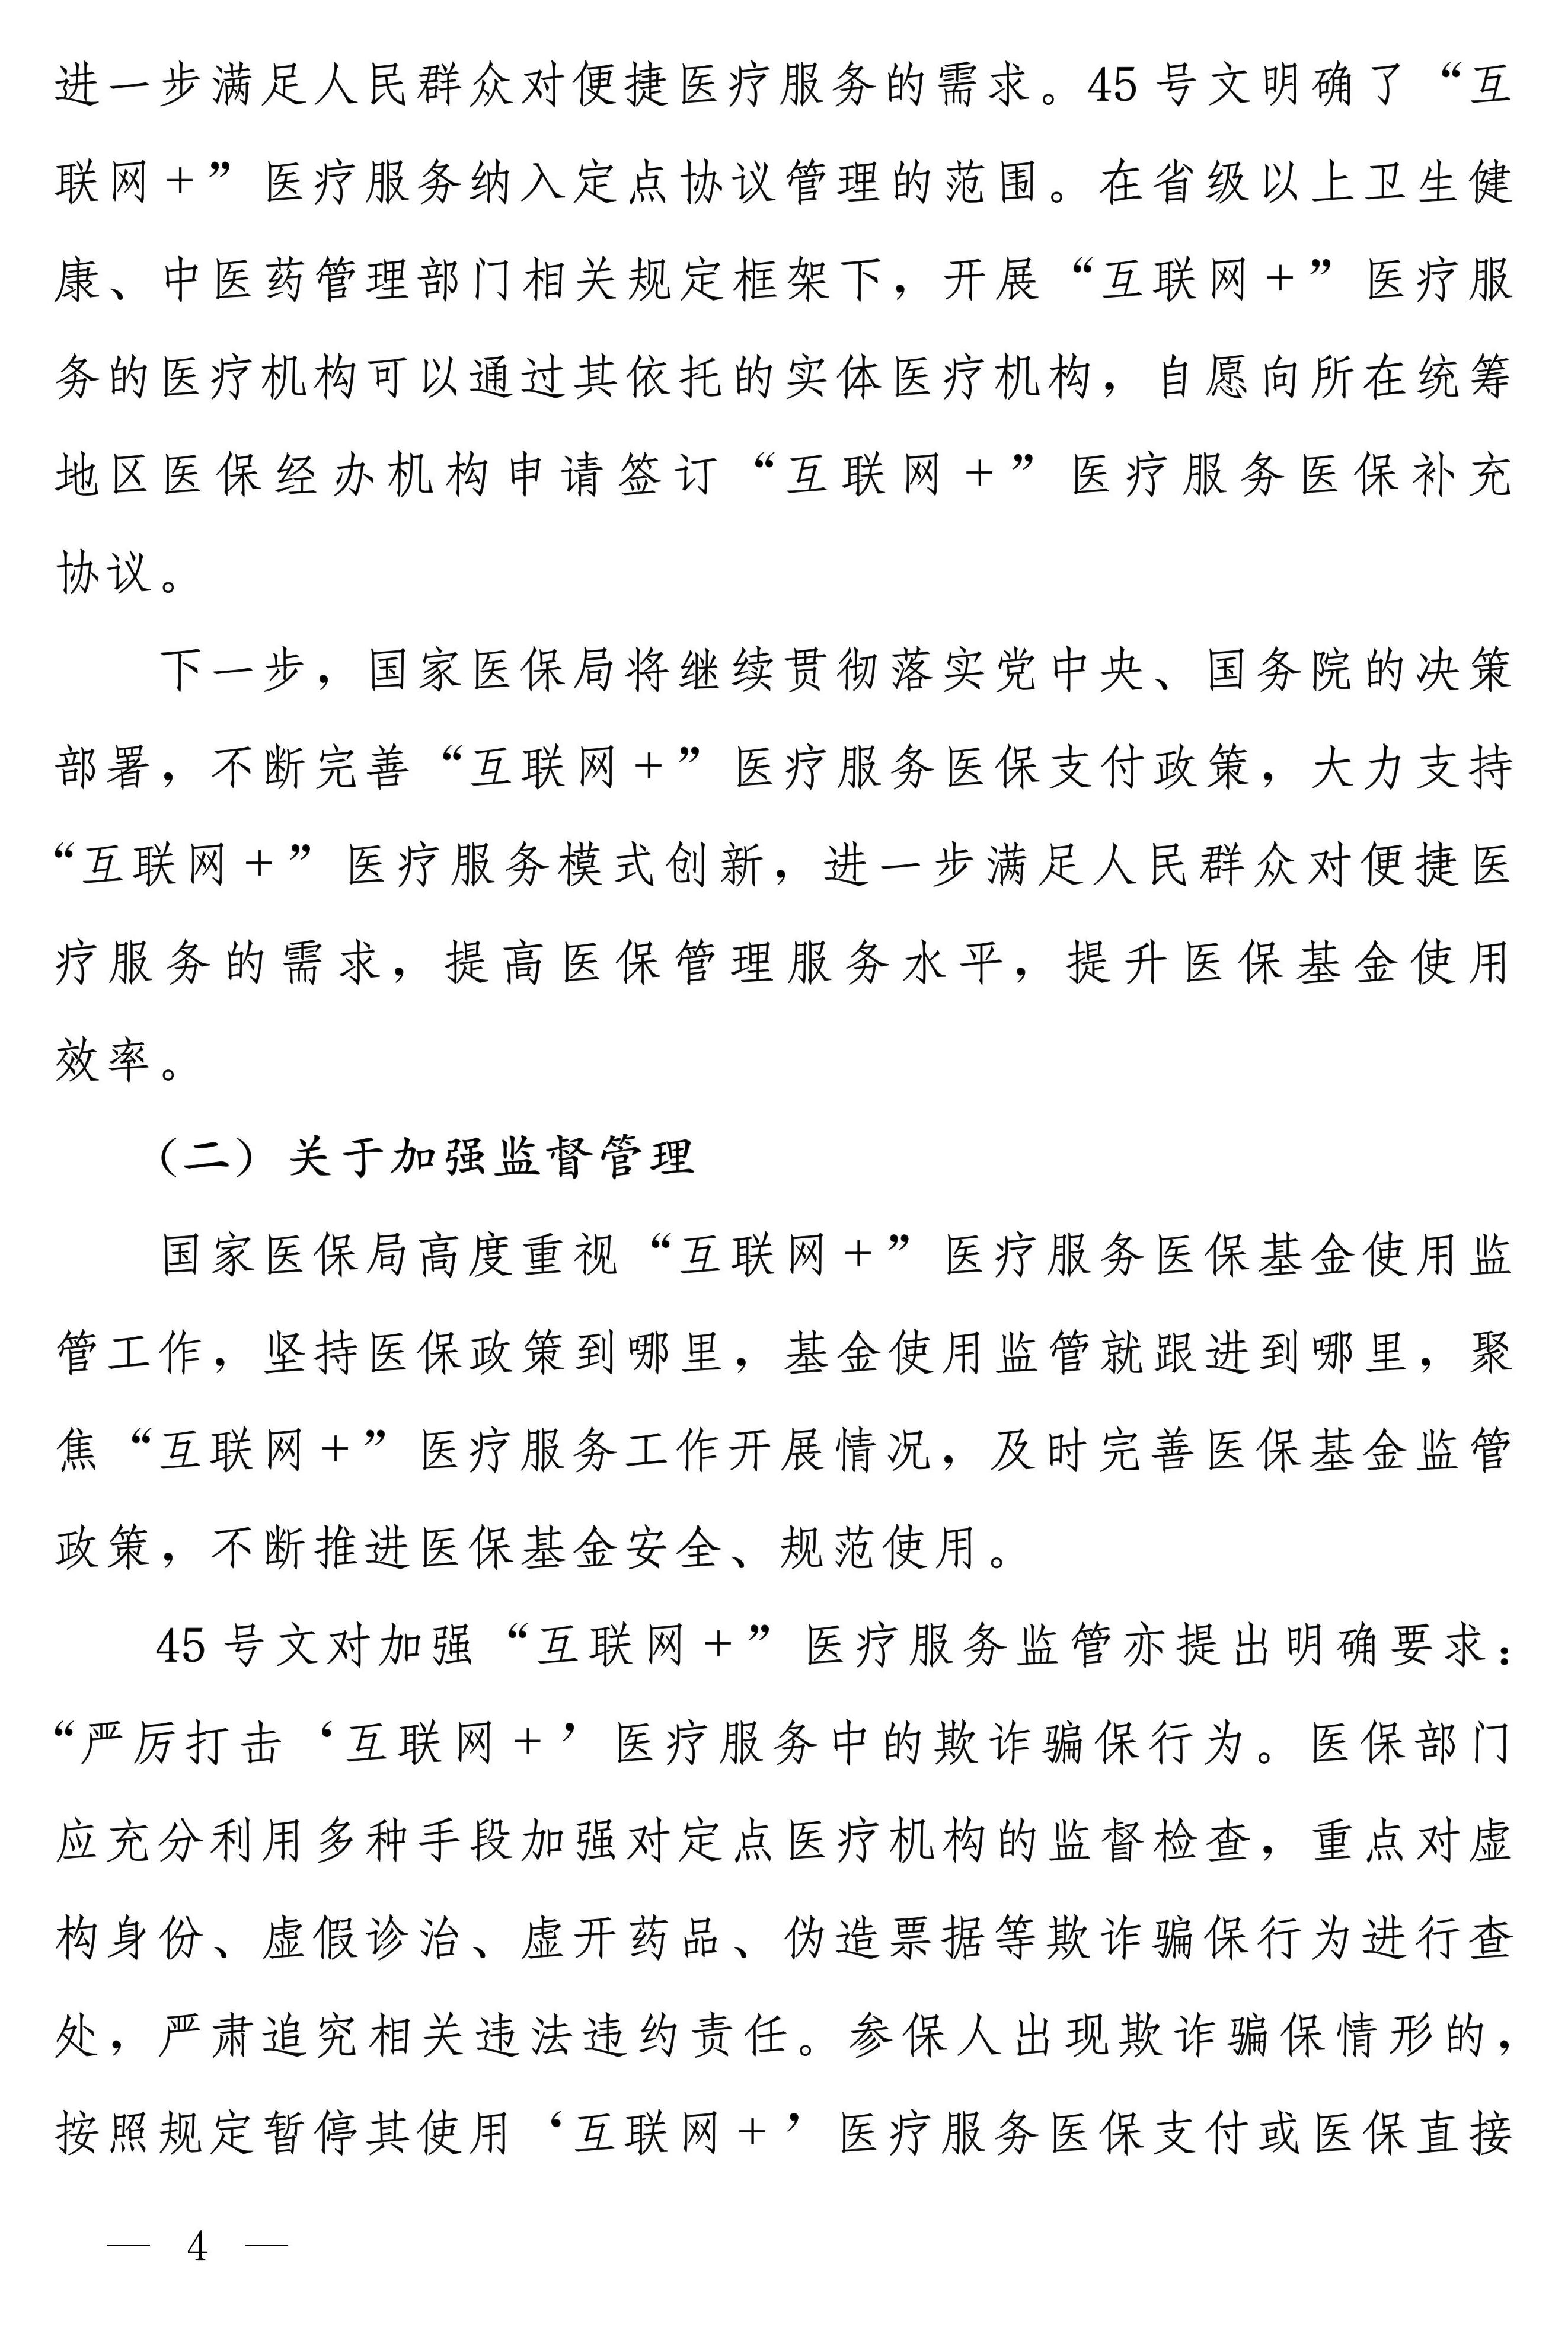 进一步满足人民群众对便捷医疗服务的需求。45号文明确了“互
联网+”医疗服务纳入定点协议管理的范围。在省级以上卫生健
康、中医药管理部门相关规定框架下，开展“互联网+”医疗服
务的医疗机构可以通过其依托的实体医疗机构，自愿向所在统筹
地区医保经办机构申请签订“互联网+”医疗服务医保补充
协议。
下一步，国家医保局将继续贯彻落实党中央、国务院的决策
部署，不断完善“互联网+”医疗服务医保支付政策，大力支持
“互联网+”医疗服务模式创新，进一步满足人民群众对便捷医
疗服务的需求，提高医保管理服务水平，提升医保基金使用
效率。
（二）关于加强监督管理
国家医保局高度重视“互联网+”医疗服务医保基金使用监
管工作，坚持医保政策到哪里，基金使用监管就跟进到哪里，聚
焦“互联网+”医疗服务工作开展情况，及时完善医保基金监管
政策，不断推进医保基金安全、规范使用。
45号文对加强“互联网+”医疗服务监管亦提出明确要求：
“严厉打击‘互联网+’医疗服务中的欺诈骗保行为。医保部门
应充分利用多种手段加强对定点医疗机构的监督检查，重点对虚
构身份、虚假诊治、虚开药品、伪造票据等欺诈骗保行为进行查
处，严肃追究相关违法违约责任。参保人出现欺诈骗保情形的，
按照规定暂停其使用‘互联网+’医疗服务医保支付或医保直接
— 4 —